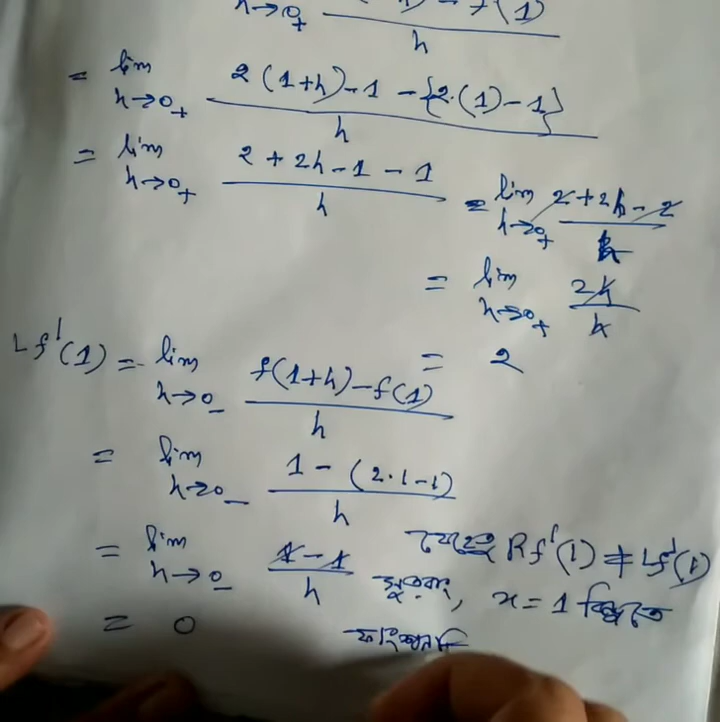 h→0+ f(1) / h
= lim h→0+ 2(1+h)-1-{2·(1)-1} / h
= lim h→0+ 2+2h-1-1 / h
= lim h→0+ 2+2h-2 / h
= lim h→0+ 2h / h
= 2
Lf'(1) = lim h→0- f(1+h)-f(1) / h
= lim h→0- 1-(2·1-1) / h
= lim h→0- 1-1 / h
= 0
Rf'(1) ≠ Lf'(1)
, x=1